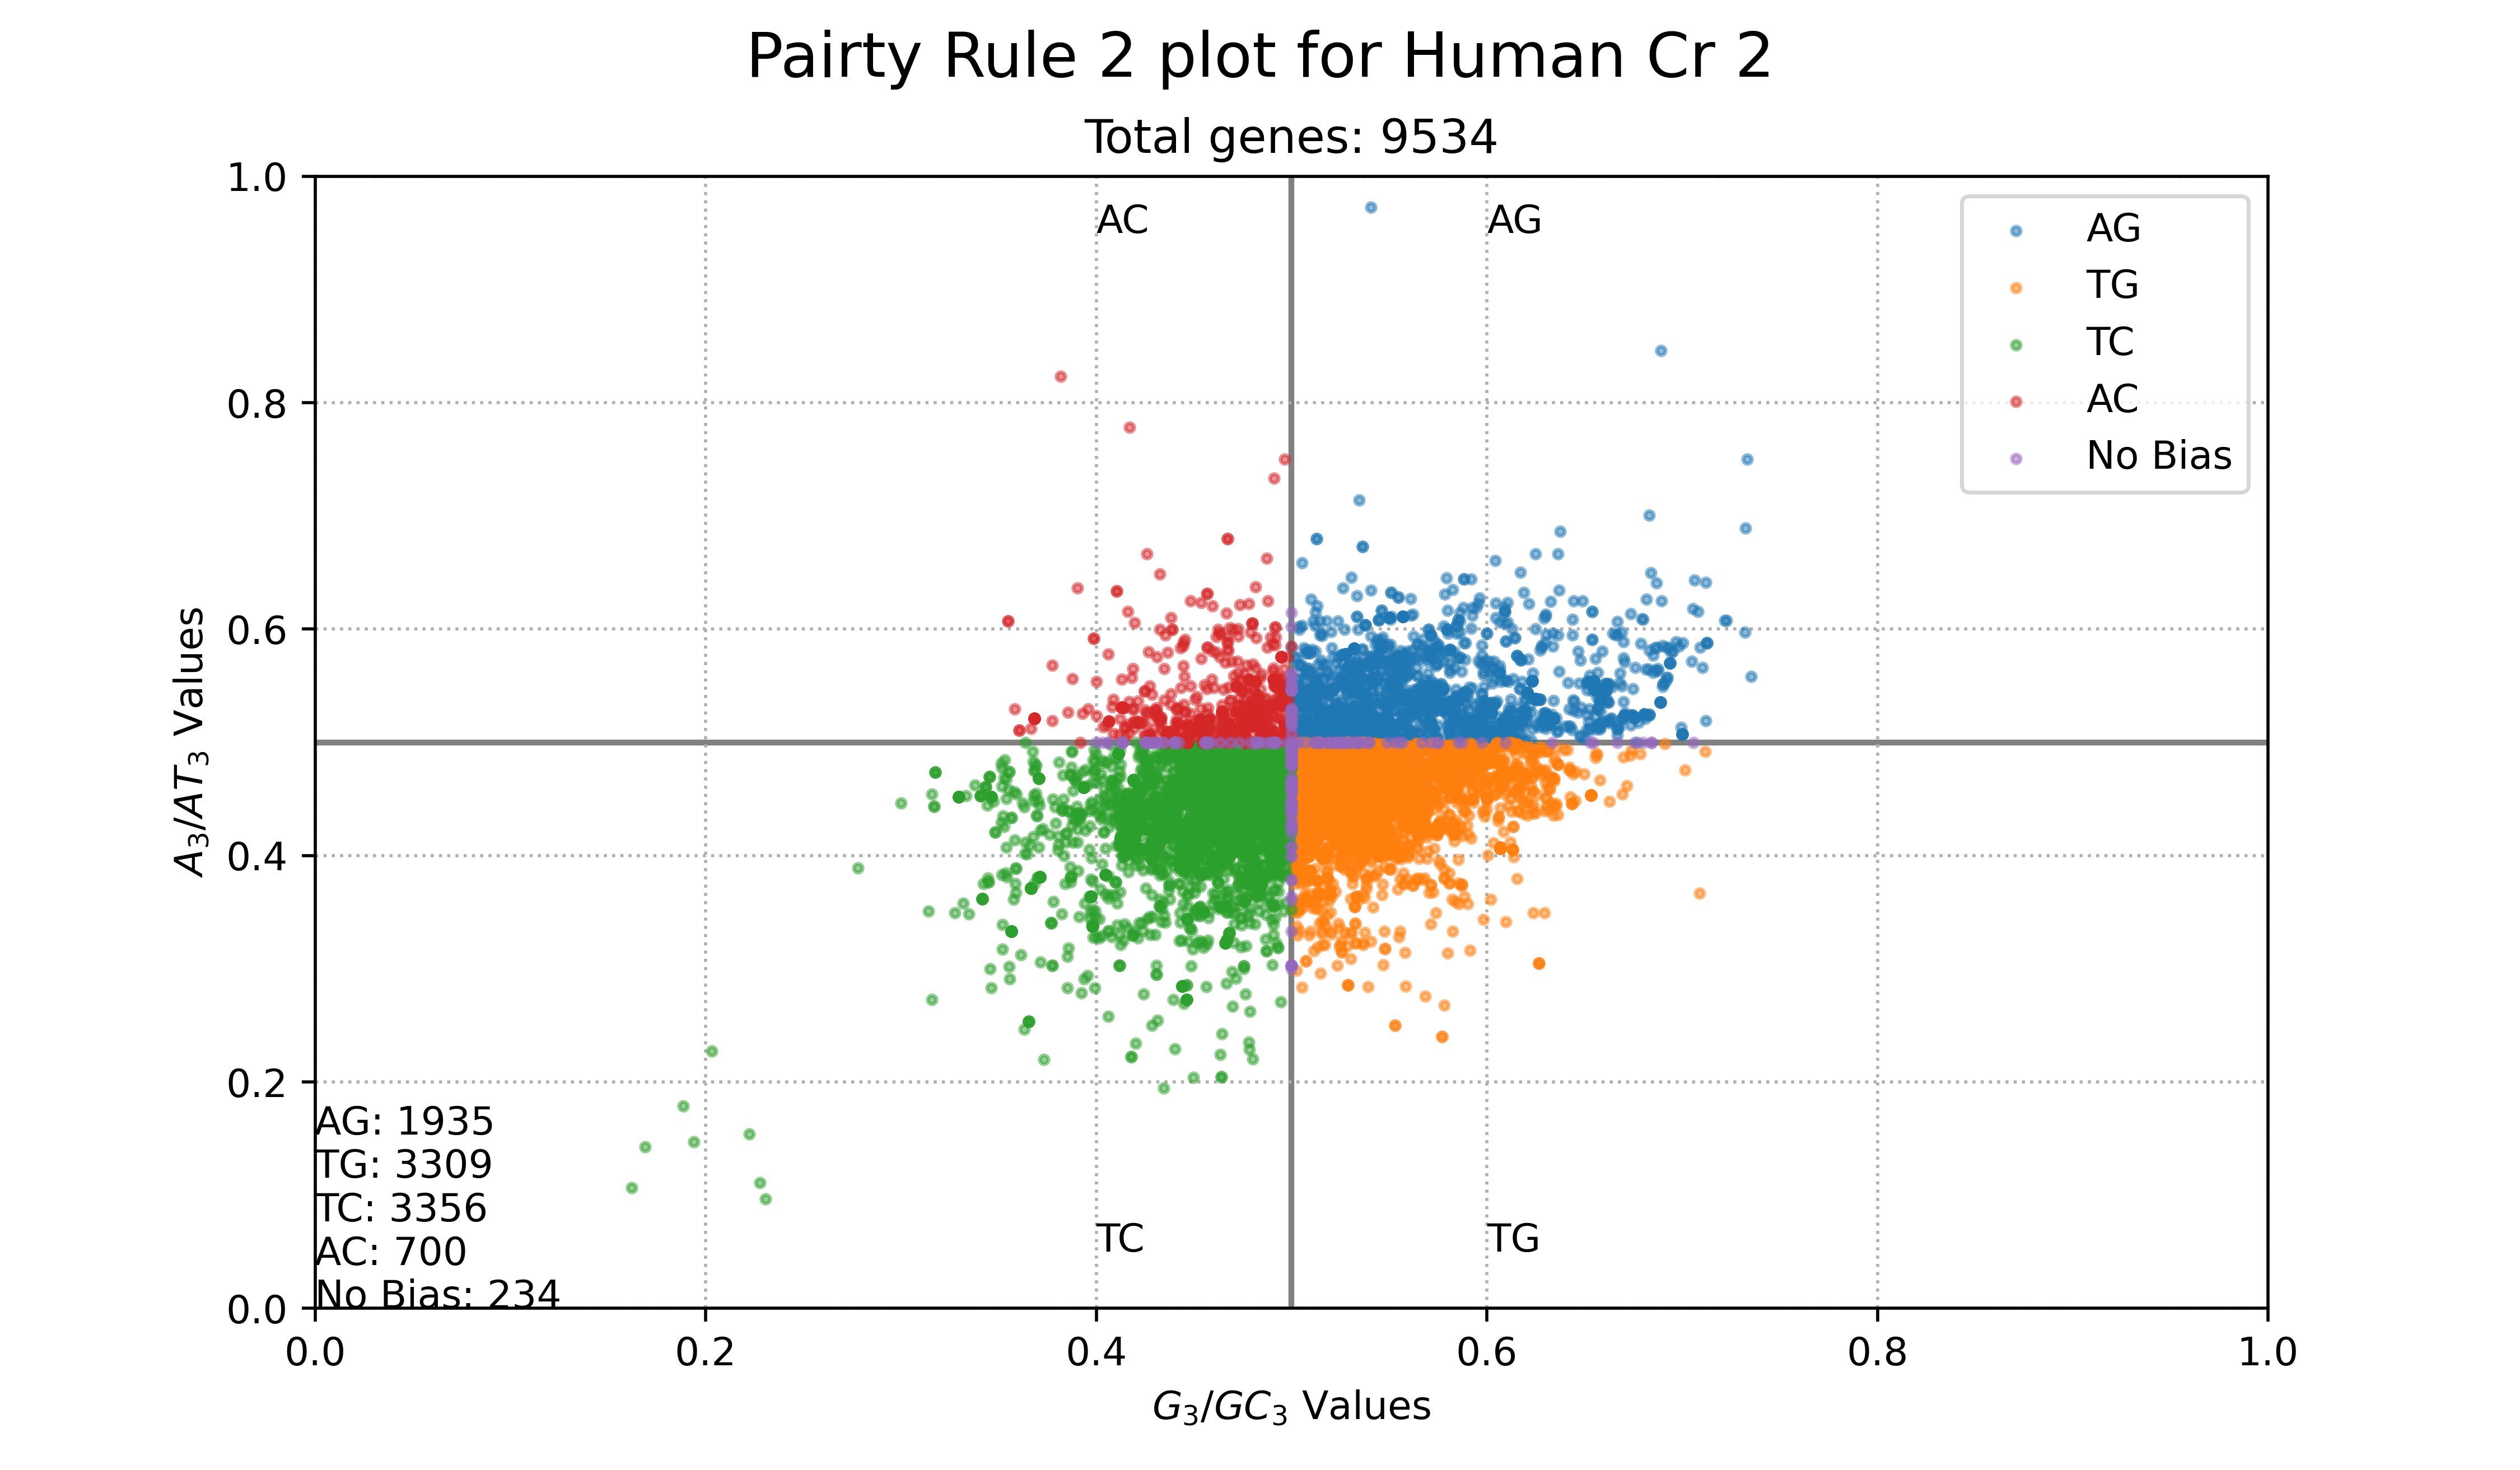 Pairty Rule 2 plot for Human Cr 2
Total genes: 9534
1.0
0.8
0.6
0.4
0.2
0.0
A3/AT3 Values
AC
AG
AG
TG
TC
AC
No Bias
AG: 1935
TG: 3309
TC: 3356
AC: 700
No Bias: 234
TC
TG
0.0
0.2
0.4
0.6
0.8
1.0
G3/GC3 Values